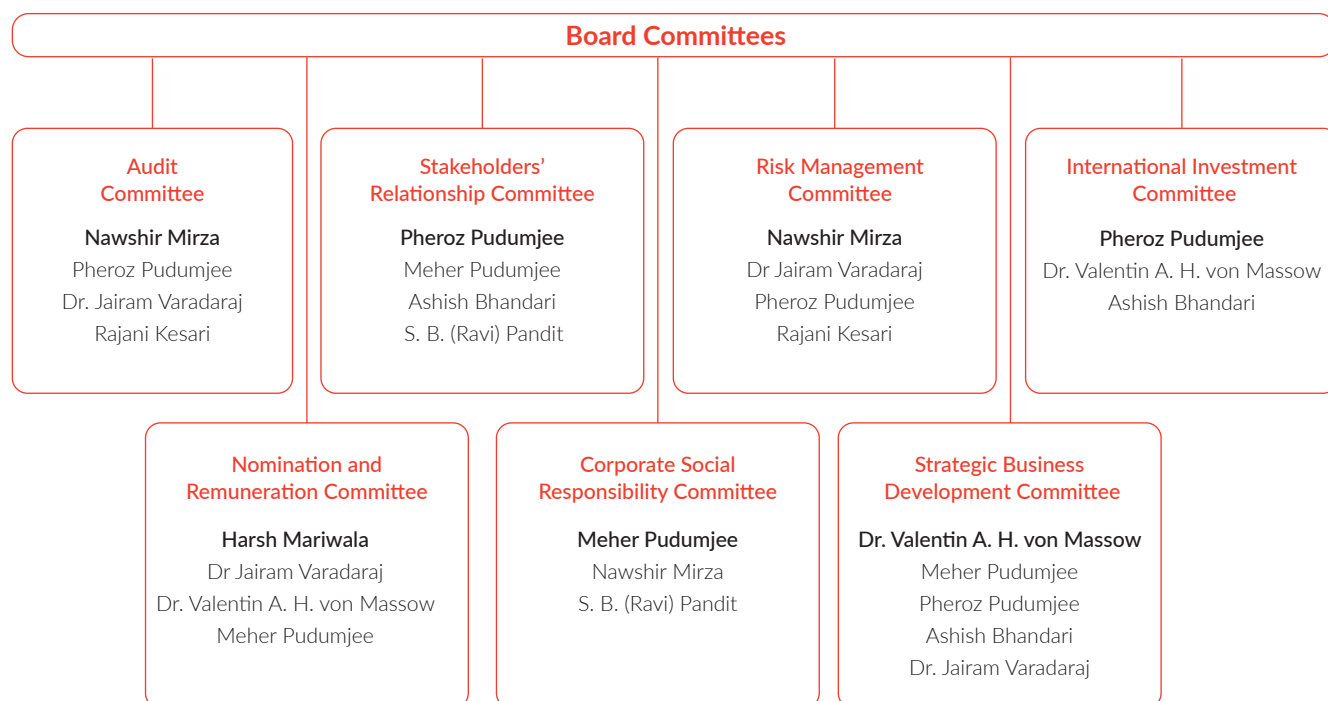 Board Committees
Audit
Committee
Nawshir Mirza
Pheroz Pudumjee
Dr. Jairam Varadaraj
Rajani Kesari
Stakeholders’
Relationship Committee
Pheroz Pudumjee
Meher Pudumjee
Ashish Bhandari
S. B. (Ravi) Pandit
Risk Management
Committee
Nawshir Mirza
Dr Jairam Varadaraj
Pheroz Pudumjee
Rajani Kesari
International Investment
Committee
Pheroz Pudumjee
Dr. Valentin A. H. von Massow
Ashish Bhandari
Nomination and
Remuneration Committee
Harsh Mariwala
Dr Jairam Varadaraj
Dr. Valentin A. H. von Massow
Meher Pudumjee
Corporate Social
Responsibility Committee
Meher Pudumjee
Nawshir Mirza
S. B. (Ravi) Pandit
Strategic Business
Development Committee
Dr. Valentin A. H. von Massow
Meher Pudumjee
Pheroz Pudumjee
Ashish Bhandari
Dr. Jairam Varadaraj